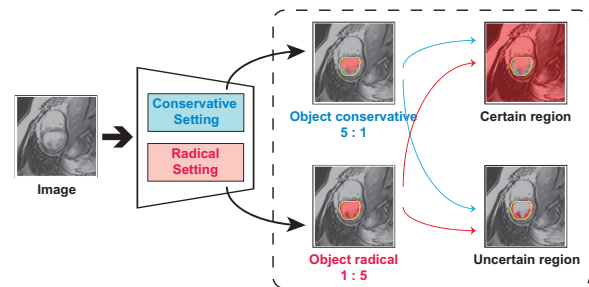 Image
Conservative
Setting
Radical
Setting
Object conservative
5 : 1
Certain region
Object radical
1 : 5
Uncertain region